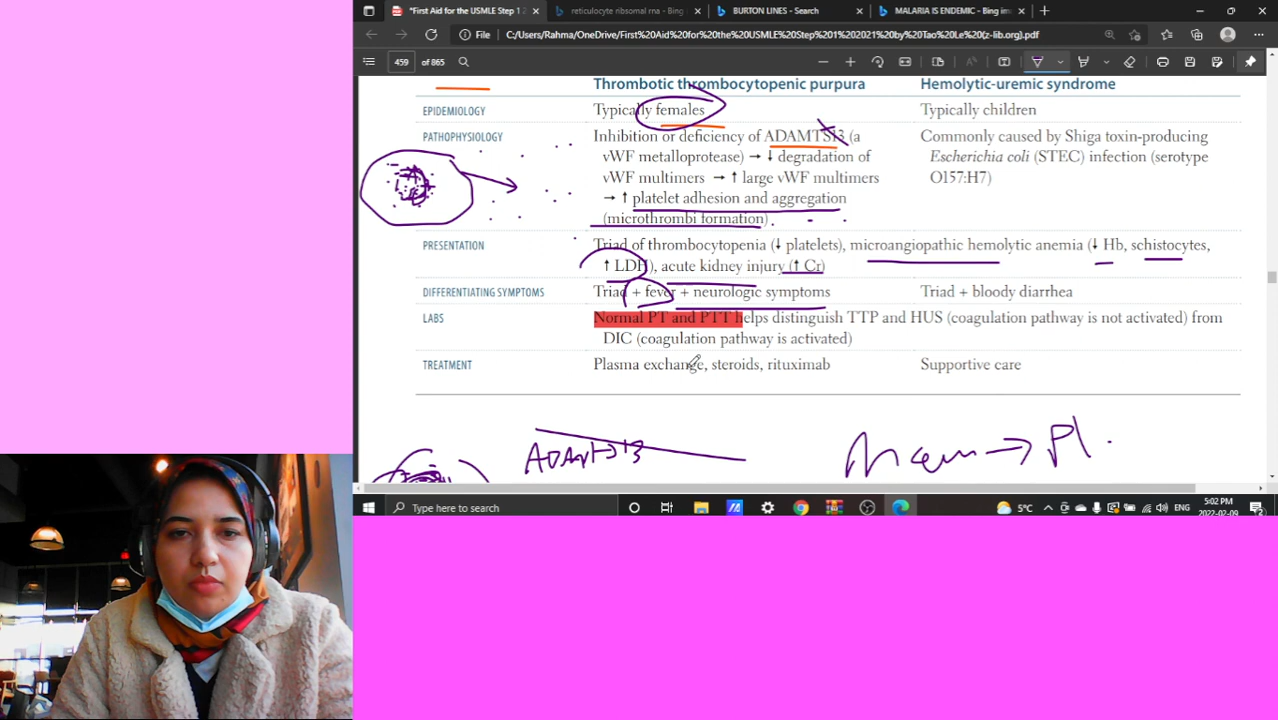 "First Aid for the USMLE Step 1 2
reticulocyte ribsomal rna - Bing
BURTON LINES - Search
MALARIA IS ENDEMIC - Bing im
File C:/Users/Rahma/OneDrive/First%20Aid%20for%20the%20USMLE%20Step%201%202021%20by%20Tao%20Le%20(z-lib.org).pdf
459 of 865
Thrombotic thrombocytopenic purpura Hemolytic-uremic syndrome
EPIDEMIOLOGY Typically females Typically children
PATHOPHYSIOLOGY Inhibition or deficiency of ADAMTS13 (a Commonly caused by Shiga toxin-producing
vWF metalloprotease) → ↓ degradation of Escherichia coli (STEC) infection (serotype
vWF multimers → ↑ large vWF multimers O157:H7)
→ ↑ platelet adhesion and aggregation
(microthrombi formation).
PRESENTATION Triad of thrombocytopenia (↓ platelets), microangiopathic hemolytic anemia (↓ Hb, schistocytes,
↑ LDH), acute kidney injury (↑ Cr)
DIFFERENTIATING SYMPTOMS Triad + fever + neurologic symptoms Triad + bloody diarrhea
LABS Normal PT and PTT helps distinguish TTP and HUS (coagulation pathway is not activated) from
DIC (coagulation pathway is activated)
TREATMENT Plasma exchange, steroids, rituximab Supportive care
ADAMTS13
→ Pl.
Type here to search
5°C ENG 5:02 PM
2022-02-09